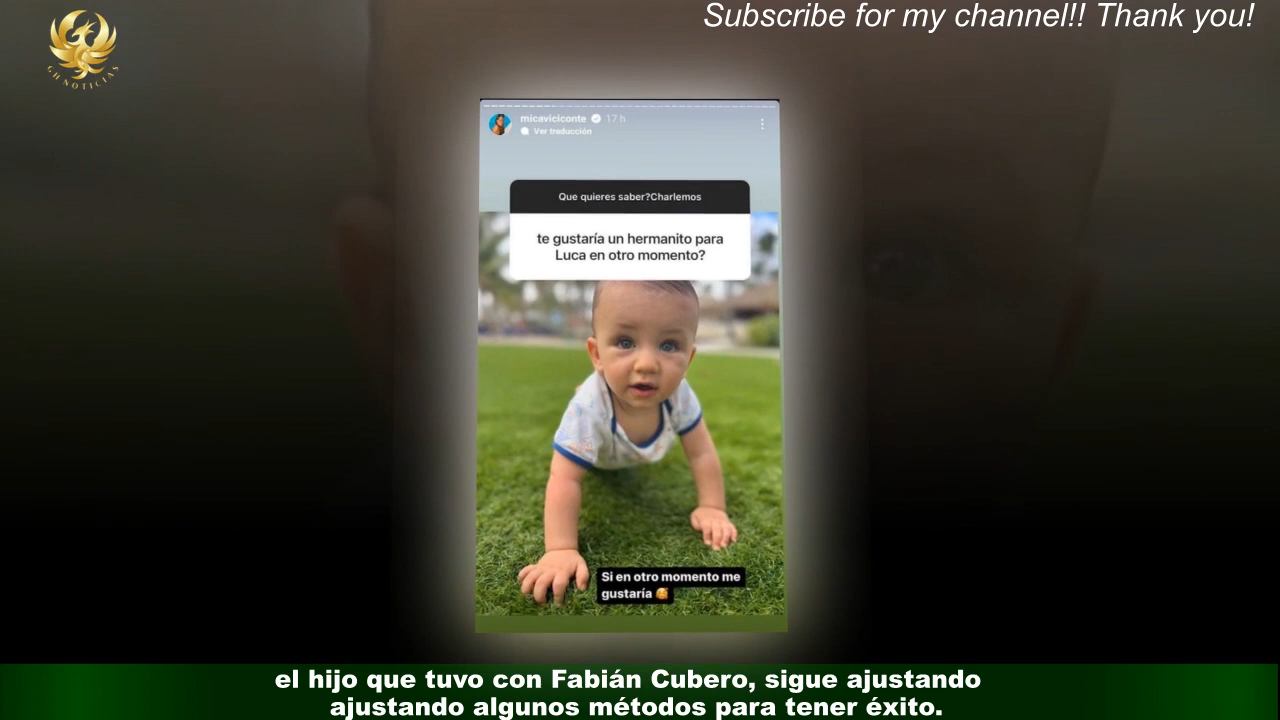 Subscribe for my channel!! Thank you!
GH NOTICIAS
micaviciconte 17 h
Ver traducción
Que quieres saber?Charlemos
te gustaría un hermanito para
Luca en otro momento?
Si en otro momento me
gustaría 🥰
el hijo que tuvo con Fabián Cubero, sigue ajustando
ajustando algunos métodos para tener éxito.